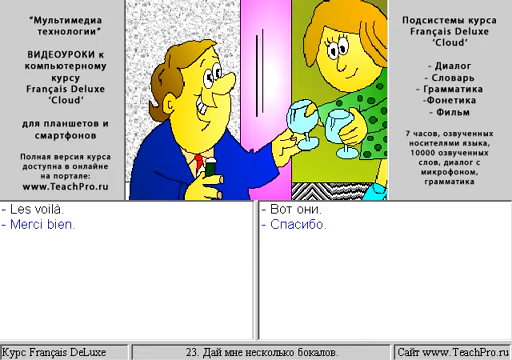 "Мультимедиа
технологии"
ВИДЕОУРОКИ к
компьютерному
курсу
Français Deluxe
'Cloud'
для планшетов и
смартфонов
Полная версия курса
доступна в онлайне
на портале:
www.TeachPro.ru
Подсистемы курса
Français Deluxe
'Cloud'
- Диалог
- Словарь
- Грамматика
-Фонетика
- Фильм
7 часов, озвученных
носителями языка,
10000 озвученных
слов, диалог с
микрофоном,
грамматика
- Les voilà.
- Merci bien.
- Вот они.
- Спасибо.
Курс Français DeLuxe
23. Дай мне несколько бокалов.
Сайт www.TeachPro.ru